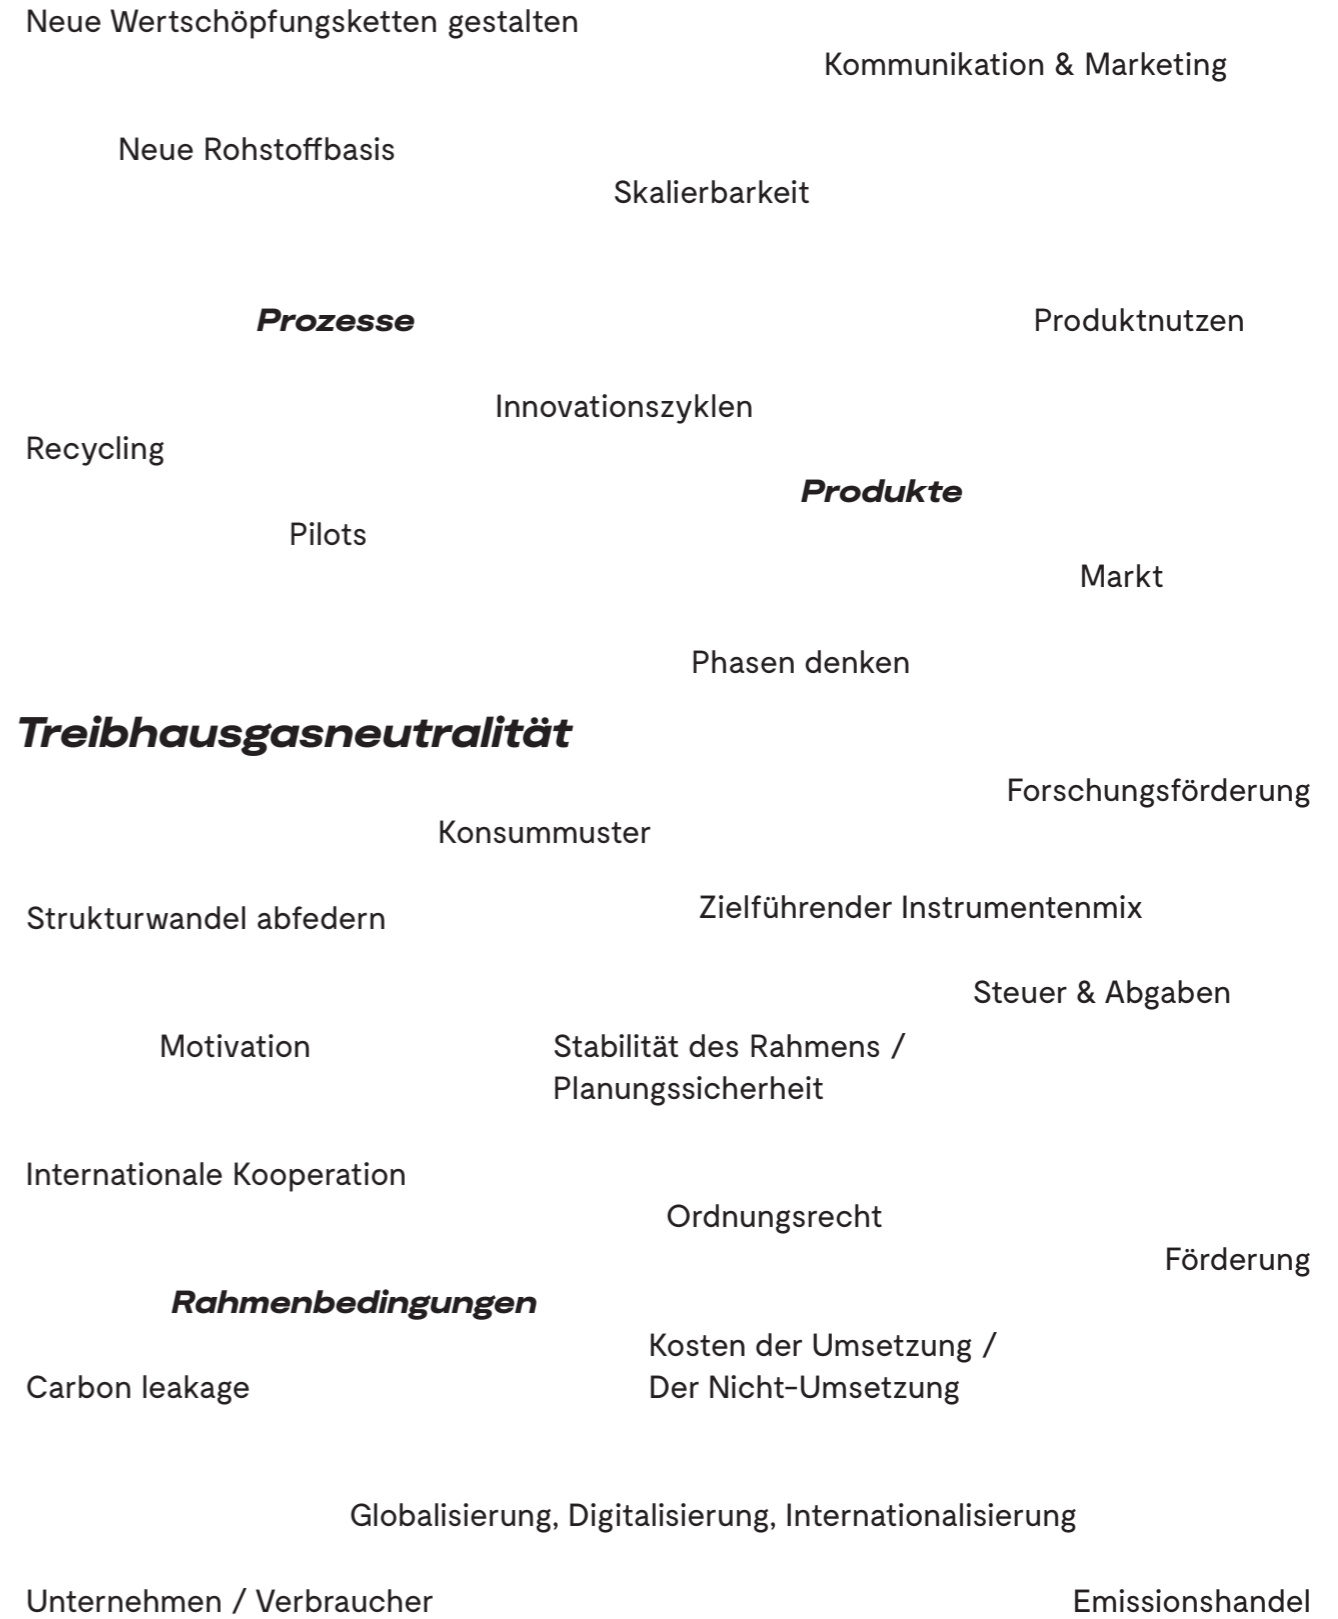 Neue Wertschöpfungsketten gestalten
Kommunikation & Marketing
Neue Rohstoffbasis
Skalierbarkeit
Prozesse
Produktnutzen
Innovationszyklen
Recycling
Produkte
Pilots
Markt
Phasen denken
Treibhausgasneutralität
Forschungsförderung
Konsummuster
Zielführender Instrumentenmix
Strukturwandel abfedern
Steuer & Abgaben
Motivation
Stabilität des Rahmens /
Planungssicherheit
Internationale Kooperation
Ordnungsrecht
Förderung
Rahmenbedingungen
Kosten der Umsetzung /
Der Nicht-Umsetzung
Carbon leakage
Globalisierung, Digitalisierung, Internationalisierung
Unternehmen / Verbraucher
Emissionshandel